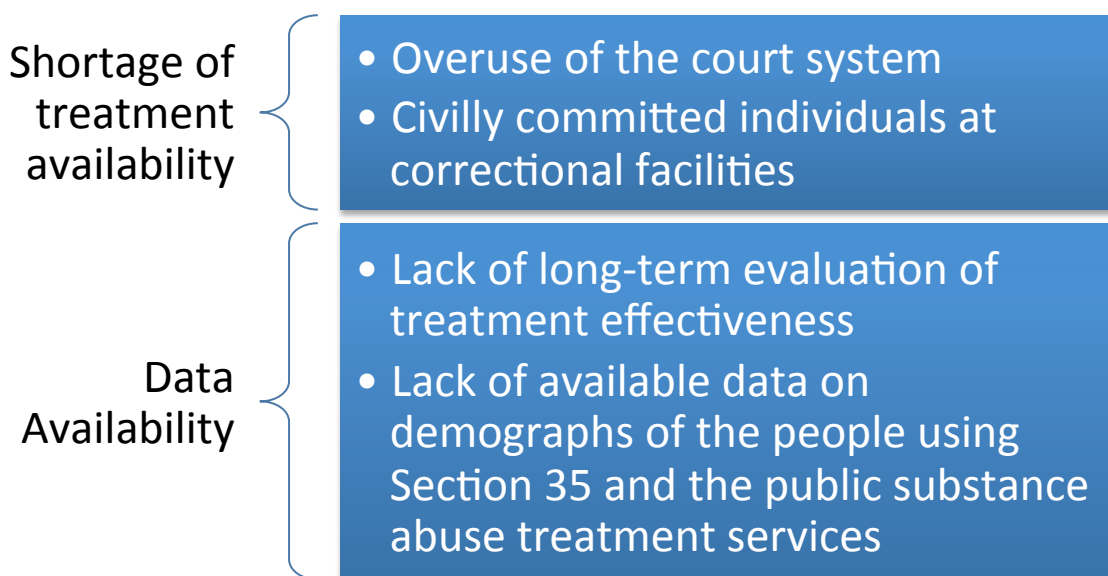 Shortage of
treatment
availability
• Overuse of the court system
• Civilly committed individuals at
correctional facilities
Data
Availability
• Lack of long-term evaluation of
treatment effectiveness
• Lack of available data on
demographs of the people using
Section 35 and the public substance
abuse treatment services